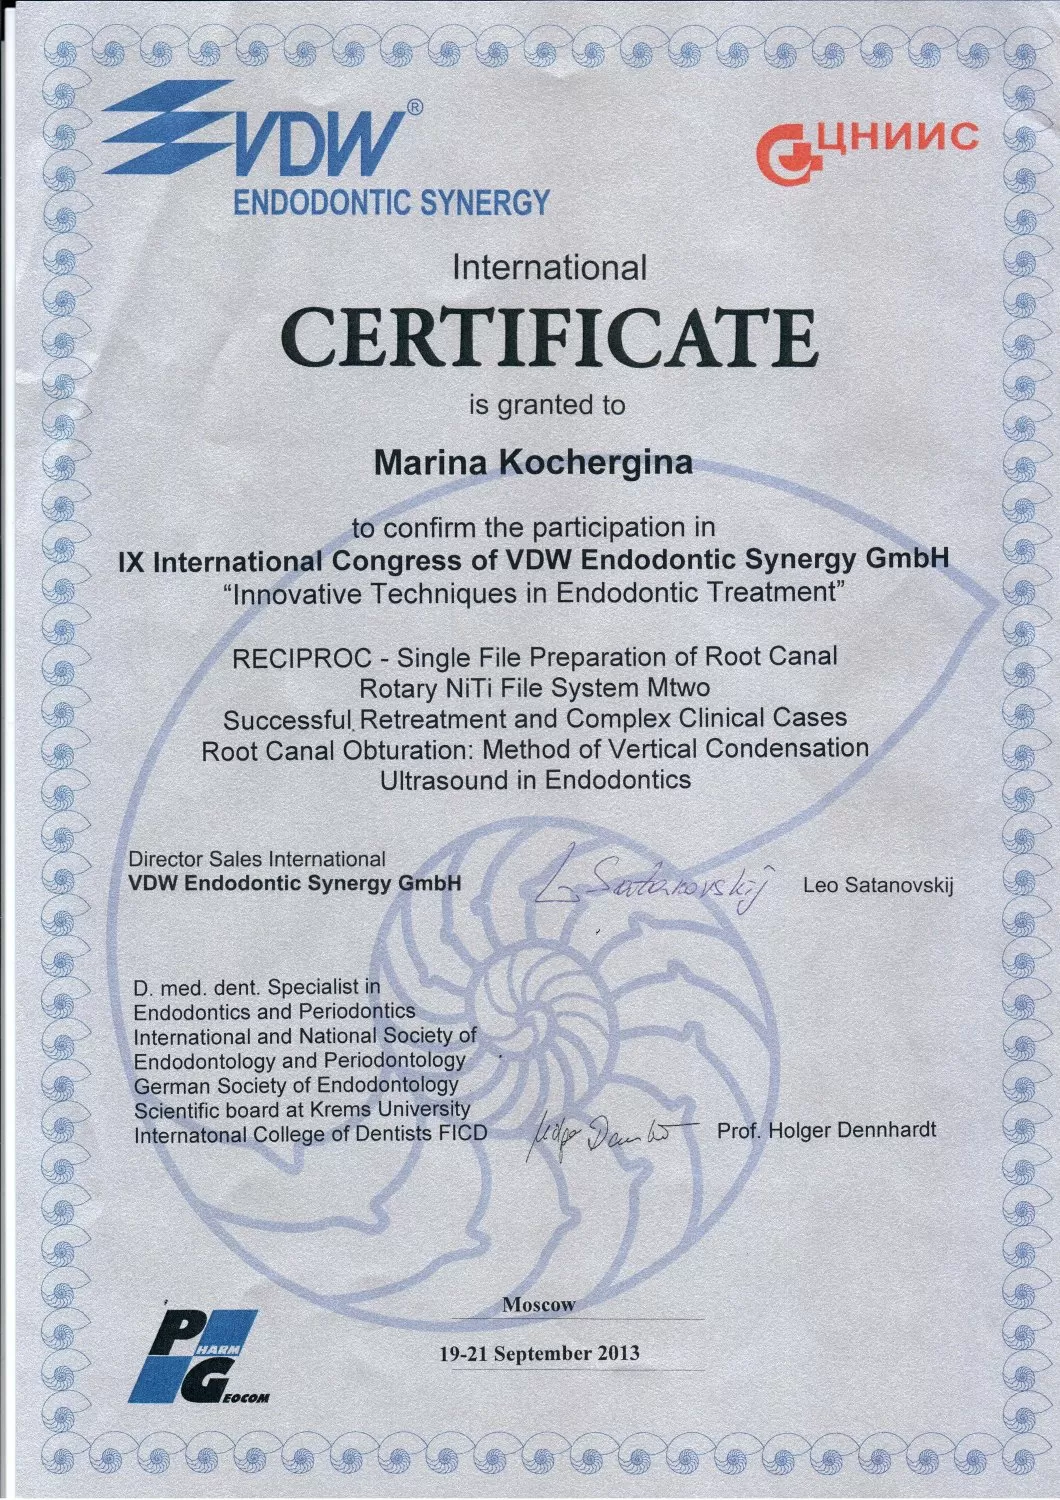 VDW®
ENDODONTIC SYNERGY
ЦНИИС
International
CERTIFICATE
is granted to
Marina Kochergina
to confirm the participation in
IX International Congress of VDW Endodontic Synergy GmbH
“Innovative Techniques in Endodontic Treatment”
RECIPROC - Single File Preparation of Root Canal
Rotary NiTi File System Mtwo
Successful Retreatment and Complex Clinical Cases
Root Canal Obturation: Method of Vertical Condensation
Ultrasound in Endodontics
Director Sales International
VDW Endodontic Synergy GmbH
L Satanovskij
Leo Satanovskij
D. med. dent. Specialist in
Endodontics and Periodontics
International and National Society of
Endodontology and Periodontology
German Society of Endodontology
Scientific board at Krems University
Internatonal College of Dentists FICD
Prof. Holger Dennhardt
Moscow
19-21 September 2013
PHARM
GEOCOM